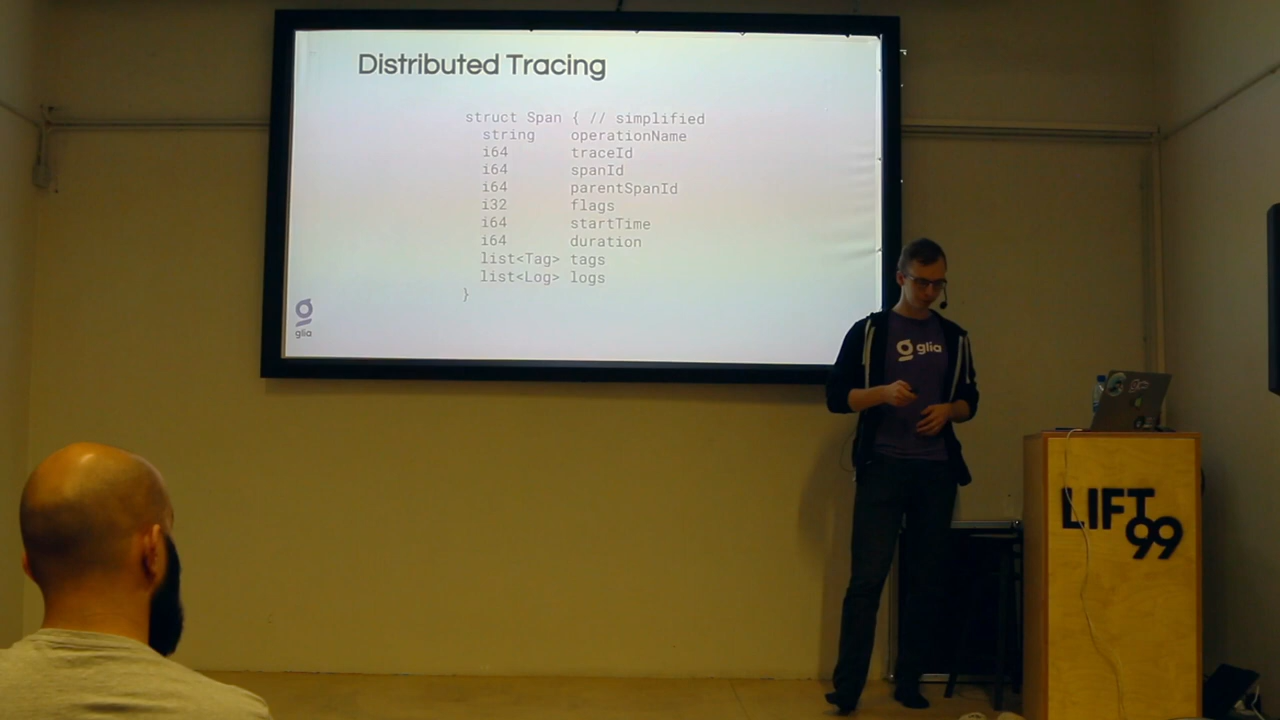 Distributed Tracing
struct Span { // simplified
string operationName
i64 traceId
i64 spanId
i64 parentSpanId
i32 flags
i64 startTime
i64 duration
list<Tag> tags
list<Log> logs
}
glia
glia
LIFT
99